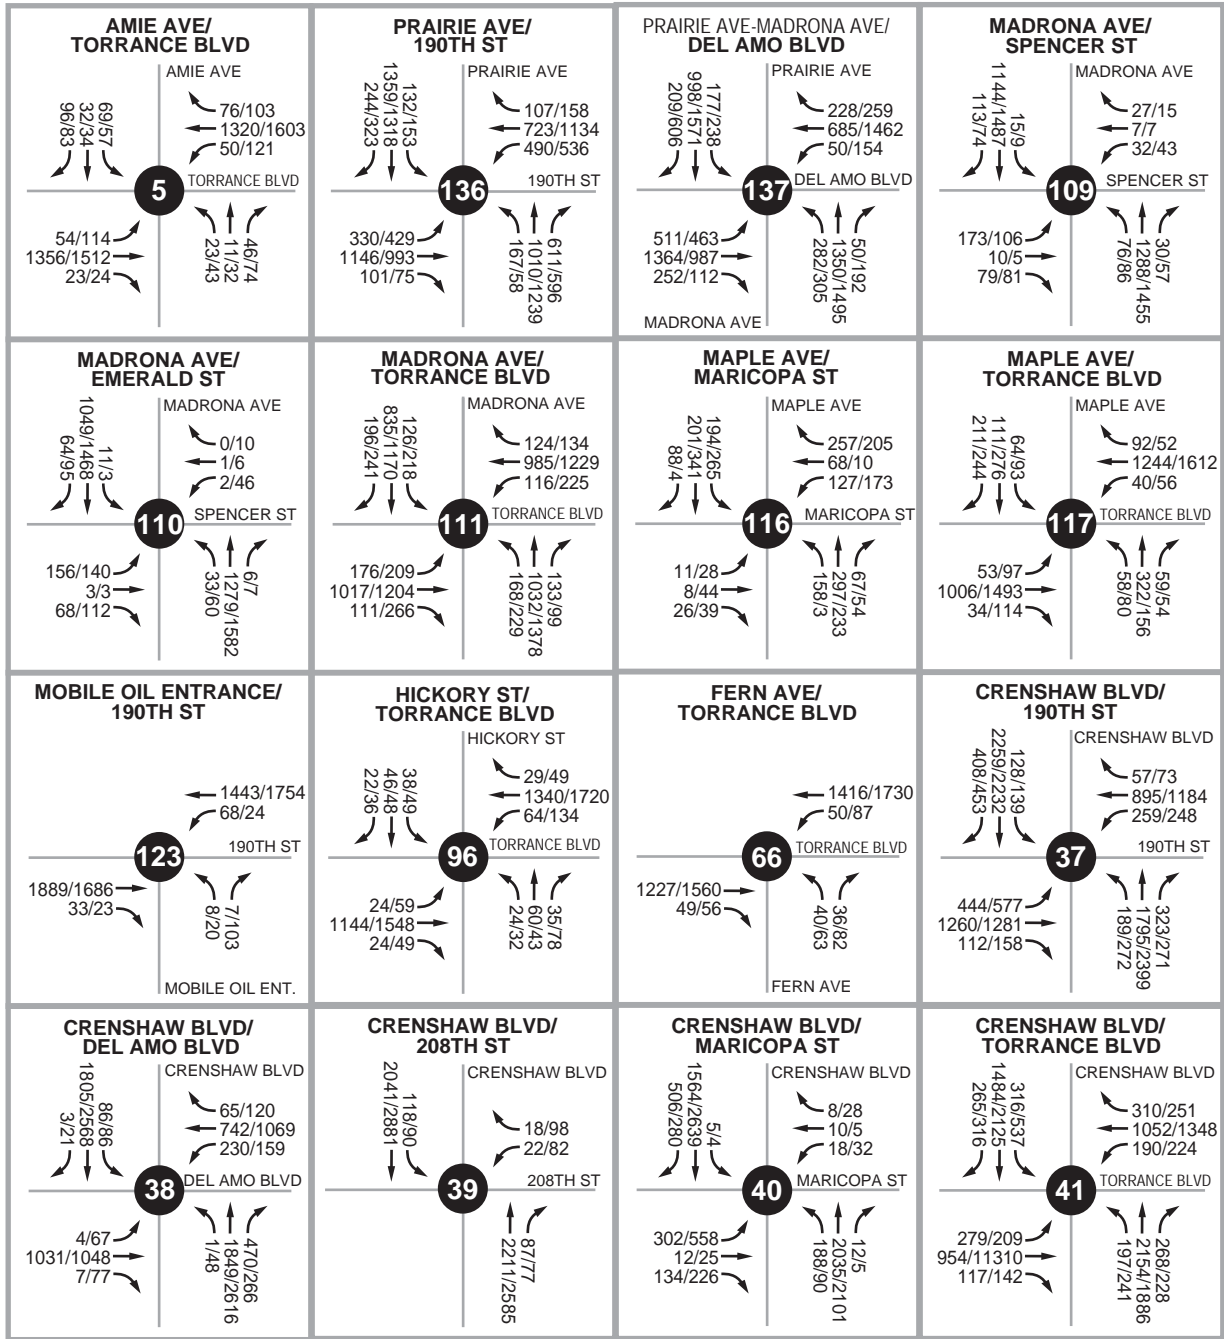 AMIE AVE/
TORRANCE BLVD
AMIE AVE
96/83
32/34
69/57
76/103
1320/1603
50/121
5
TORRANCE BLVD
54/114
1356/1512
23/24
23/43
11/32
46/74
PRAIRIE AVE/
190TH ST
PRAIRIE AVE
244/323
1359/1318
132/153
107/158
723/1134
490/536
136
190TH ST
330/429
1146/993
101/75
167/58
1010/1239
611/596
PRAIRIE AVE-MADRONA AVE/
DEL AMO BLVD
PRAIRIE AVE
209/606
998/1571
177/238
228/259
685/1462
50/154
137
DEL AMO BLVD
511/463
1364/987
252/112
282/305
1350/1495
50/192
MADRONA AVE
MADRONA AVE/
SPENCER ST
MADRONA AVE
113/74
1144/1487
15/9
27/15
7/7
32/43
109
SPENCER ST
173/106
10/5
79/81
76/86
1288/1455
30/57
MADRONA AVE/
EMERALD ST
MADRONA AVE
64/95
1049/1468
11/3
0/10
1/6
2/46
110
SPENCER ST
156/140
3/3
68/112
33/60
1279/1582
6/7
MADRONA AVE/
TORRANCE BLVD
MADRONA AVE
196/241
835/1170
126/218
124/134
985/1229
116/225
111
TORRANCE BLVD
176/209
1017/1204
111/266
168/229
1032/1378
133/99
MAPLE AVE/
MARICOPA ST
MAPLE AVE
88/4
201/341
194/265
257/205
68/10
127/173
116
MARICOPA ST
11/28
8/44
26/39
158/3
297/233
67/54
MAPLE AVE/
TORRANCE BLVD
MAPLE AVE
211/244
111/276
64/93
92/52
1244/1612
40/56
117
TORRANCE BLVD
53/97
1006/1493
34/114
58/80
322/156
59/54
MOBILE OIL ENTRANCE/
190TH ST
1443/1754
68/24
123
190TH ST
1889/1686
33/23
8/20
7/103
MOBILE OIL ENT.
HICKORY ST/
TORRANCE BLVD
HICKORY ST
22/36
46/48
38/49
29/49
1340/1720
64/134
96
TORRANCE BLVD
24/59
1144/1548
24/49
24/32
60/43
35/78
FERN AVE/
TORRANCE BLVD
1416/1730
50/87
66
TORRANCE BLVD
1227/1560
49/56
40/63
36/82
FERN AVE
CRENSHAW BLVD/
190TH ST
CRENSHAW BLVD
408/453
2259/2232
128/139
57/73
895/1184
259/248
37
190TH ST
444/577
1260/1281
112/158
189/272
1795/2399
323/271
CRENSHAW BLVD/
DEL AMO BLVD
CRENSHAW BLVD
3/21
1805/2568
86/86
65/120
742/1069
230/159
38
DEL AMO BLVD
4/67
1031/1048
7/77
1/48
1849/2616
470/266
CRENSHAW BLVD/
208TH ST
CRENSHAW BLVD
2041/2881
118/90
18/98
22/82
39
208TH ST
2211/2585
87/77
CRENSHAW BLVD/
MARICOPA ST
CRENSHAW BLVD
506/280
1564/2639
5/4
8/28
10/5
18/32
40
MARICOPA ST
302/558
12/25
134/226
188/90
2035/2101
12/5
CRENSHAW BLVD/
TORRANCE BLVD
CRENSHAW BLVD
265/316
1484/2125
316/537
310/251
1052/1348
190/224
41
TORRANCE BLVD
279/209
954/11310
117/142
197/241
2154/1886
268/228